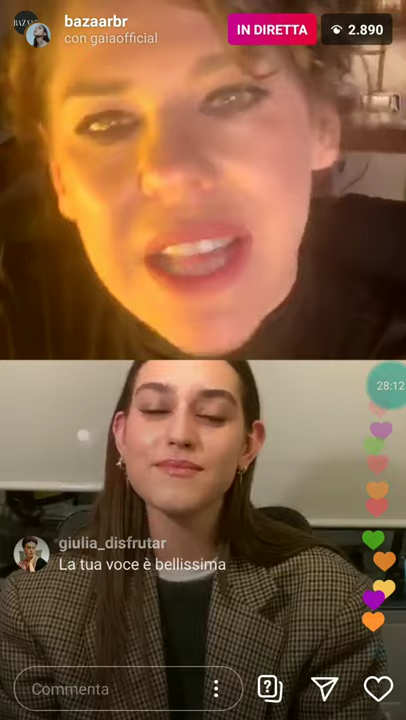 bazaarbr
con gaiaofficial
IN DIRETTA
2.890
28:12
giulia_disfrutar
La tua voce è bellissima
Commenta